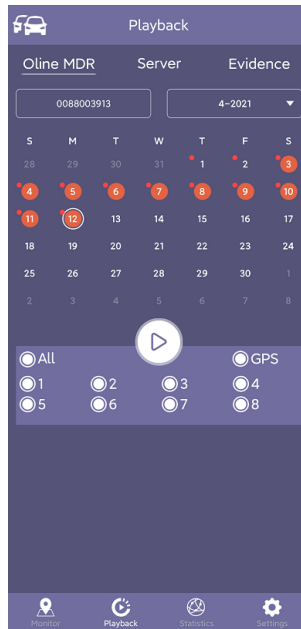 Playback
Oline MDR Server Evidence
0088003913 4-2021
S M T W T F S
28 29 30 31 1 2 3
4 5 6 7 8 9 10
11 12 13 14 15 16 17
18 19 20 21 22 23 24
25 26 27 28 29 30 1
2 3 4 5 6 7 8
All GPS
1 2 3 4
5 6 7 8
Monitor Playback Statistics Settings